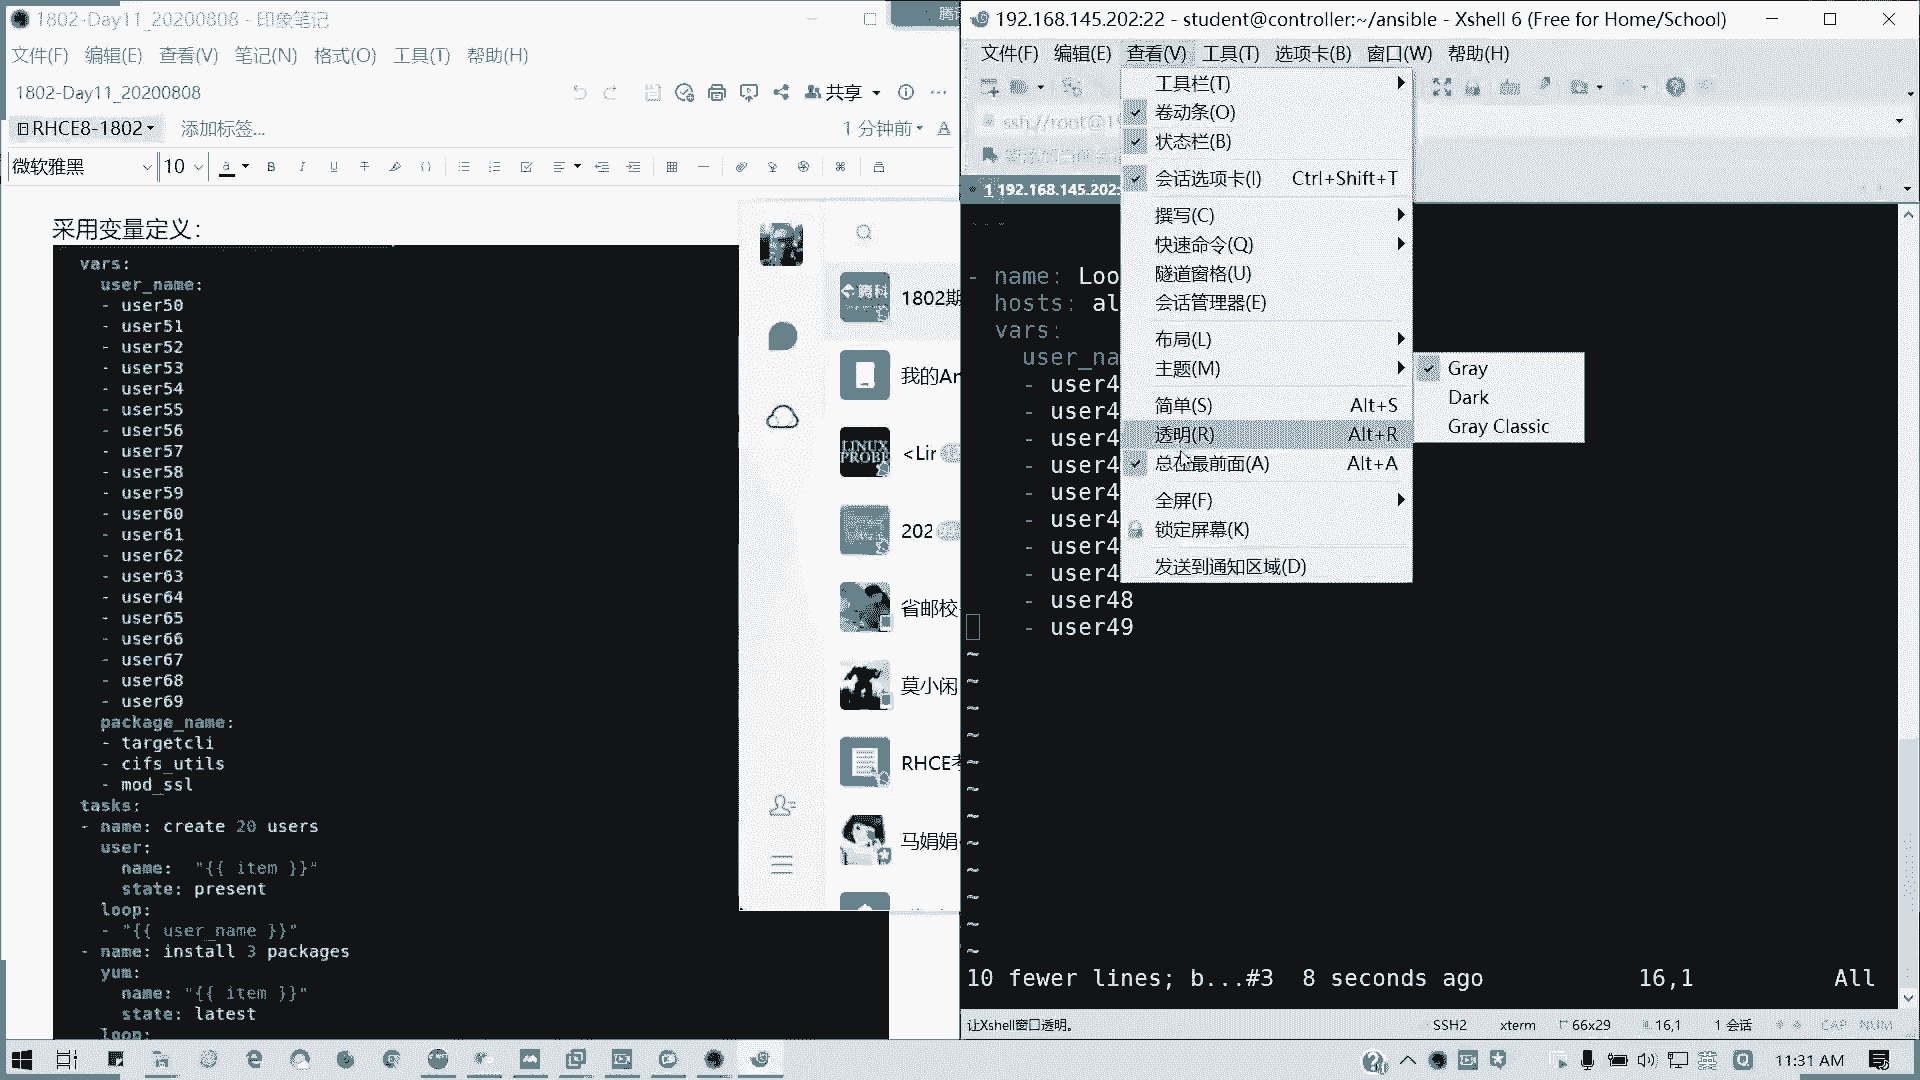 1802-Day11_20200808 - 印象笔记
文件(F) 编辑(E) 查看(V) 笔记(N) 格式(O) 工具(T) 帮助(H)
1802-Day11_20200808
共享
RHCE8-1802
添加标签...
1 分钟前
微软雅黑
10
采用变量定义：
vars:
user_name:
- user50
- user51
- user52
- user53
- user54
- user55
- user56
- user57
- user58
- user59
- user60
- user61
- user62
- user63
- user64
- user65
- user66
- user67
- user68
- user69
package_name:
- targetcli
- cifs_utils
- mod_ssl
tasks:
- name: create 20 users
user:
name: "{{ item }}"
state: present
loop:
- "{{ user_name }}"
- name: install 3 packages
yum:
name: "{{ item }}"
state: latest
loop:
腾科
1802期
我的An
LINUX
PROBE
<Lir
202
省邮校
莫小闲
RHCE考
马娟娟
192.168.145.202:22 - student@controller:~/ansible - Xshell 6 (Free for Home/School)
文件(F) 编辑(E) 查看(V) 工具(T) 选项卡(B) 窗口(W) 帮助(H)
ssh://root@19
1 192.168.145.202:
工具栏(T)
卷动条(O)
状态栏(B)
会话选项卡(I) Ctrl+Shift+T
撰写(C)
快速命令(Q)
隧道窗格(U)
会话管理器(E)
布局(L)
主题(M)
简单(S) Alt+S
透明(R) Alt+R
总在最前面(A) Alt+A
全屏(F)
锁定屏幕(K)
发送到通知区域(D)
Gray
Dark
Gray Classic
- name: Loo
hosts: al
vars:
user_na
- user4
- user4
- user4
- user4
- user4
- user4
- user4
- user4
- user48
- user49
~
~
~
~
~
~
~
~
~
~
~
~
10 fewer lines; b...#3 8 seconds ago 16,1 All
让Xshell窗口透明。
SSH2 xterm 66x29 16,1 1 会话 CAP NUM
英
11:31 AM